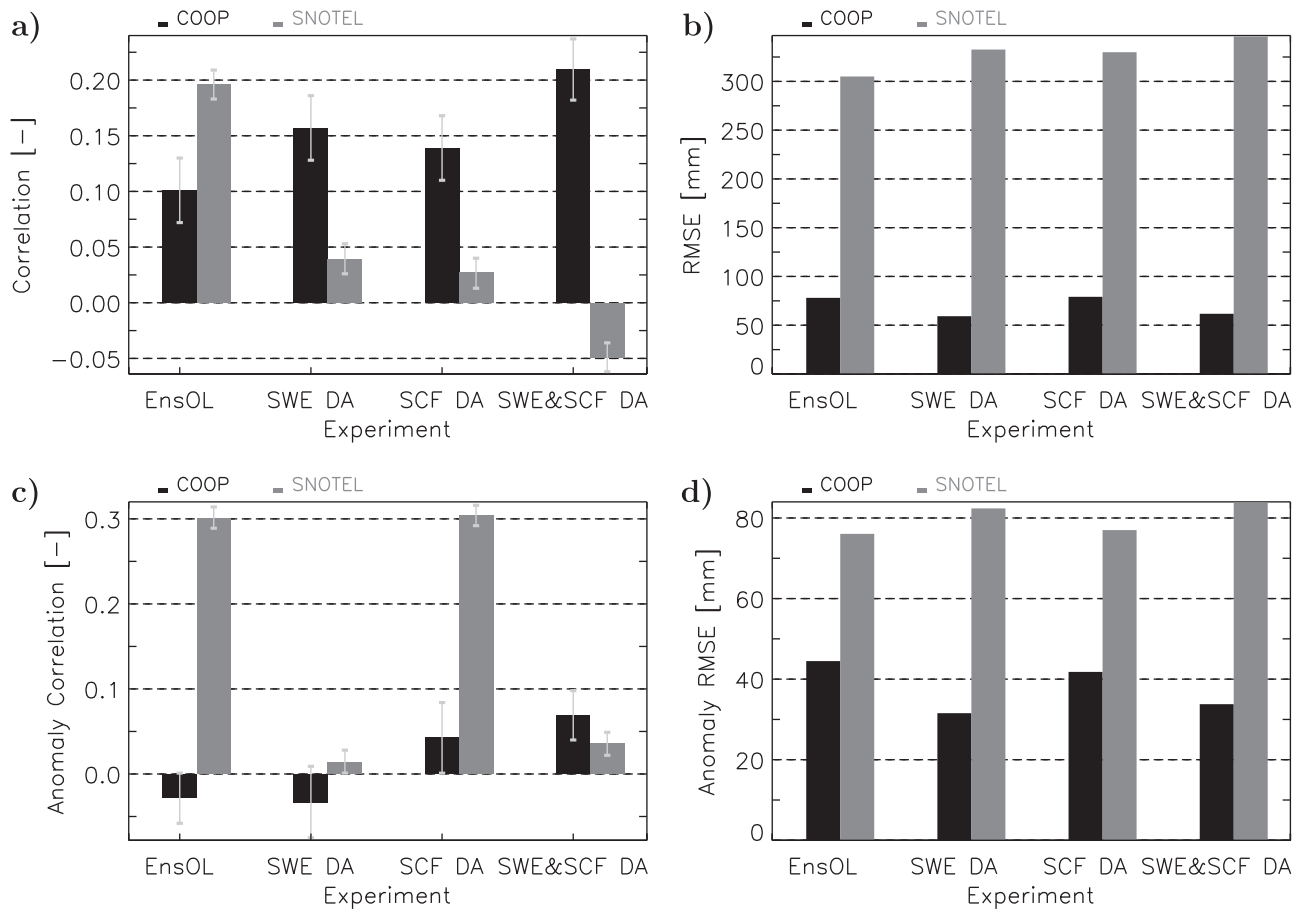 a)
COOP SNOTEL
Correlation [-]
0.20
0.15
0.10
0.05
0.00
-0.05
EnsOL SWE DA SCF DA SWE&SCF DA
Experiment
b)
COOP SNOTEL
RMSE [mm]
300
250
200
150
100
50
0
EnsOL SWE DA SCF DA SWE&SCF DA
Experiment
c)
COOP SNOTEL
Anomaly Correlation [-]
0.3
0.2
0.1
0.0
EnsOL SWE DA SCF DA SWE&SCF DA
Experiment
d)
COOP SNOTEL
Anomaly RMSE [mm]
80
60
40
20
0
EnsOL SWE DA SCF DA SWE&SCF DA
Experiment